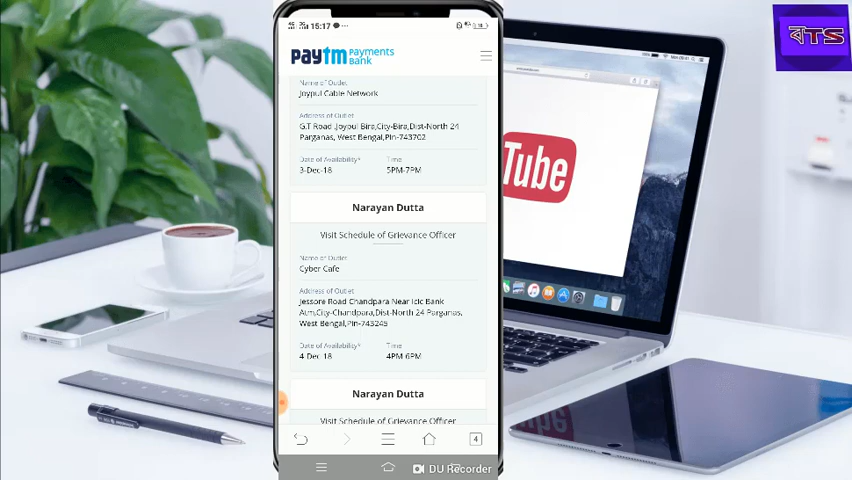 15:17
paytm payments Bank
Name of Outlet
Joypul Cable Network
Address of Outlet
G.T Road ,Joypul Bira,City-Bira,Dist-North 24
Parganas, West Bengal,Pin-743702
Date of Availability* Time
3-Dec-18 5PM-7PM
Narayan Dutta
Visit Schedule of Grievance Officer
Name of Outlet
Cyber Cafe
Address of Outlet
Jessore Road Chandpara Near Icic Bank
Atm,City-Chandpara,Dist-North 24 Parganas,
West Bengal,Pin-743245
Date of Availability* Time
4-Dec-18 4PM-6PM
Narayan Dutta
Visit Schedule of Grievance Officer
4
DU Recorder
Tube
বTS